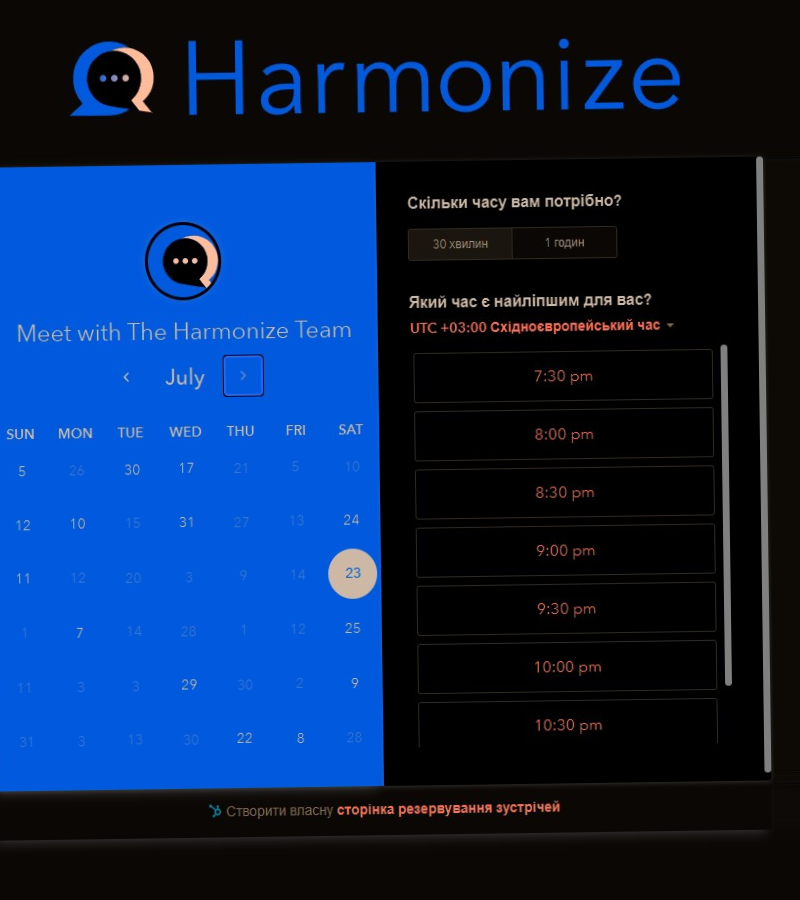 Harmonize
Meet with The Harmonize Team
July
SUN MON TUE WED THU FRI SAT
5 26 30 17 21 5 10
12 10 15 31 27 13 24
11 12 20 3 9 14 23
1 7 14 28 1 12 25
11 3 3 29 30 2 9
31 3 13 30 22 8 28
Скільки часу вам потрібно?
30 хвилин 1 годин
Який час є найліпшим для вас?
UTC +03:00 Східноєвропейський час
7:30 pm
8:00 pm
8:30 pm
9:00 pm
9:30 pm
10:00 pm
10:30 pm
Створити власну сторінка резервування зустрічей